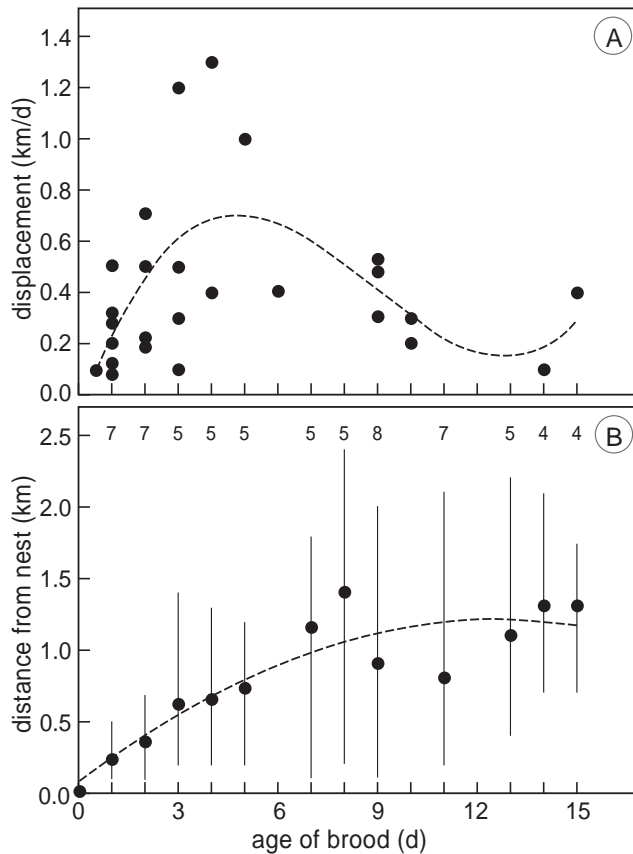 A
displacement (km/d)
1.4
1.2
1.0
0.8
0.6
0.4
0.2
0.0
B
distance from nest (km)
7 7 5 5 5 5 5 8 7 5 4 4
2.5
2.0
1.5
1.0
0.5
0.0
0 3 6 9 12 15
age of brood (d)